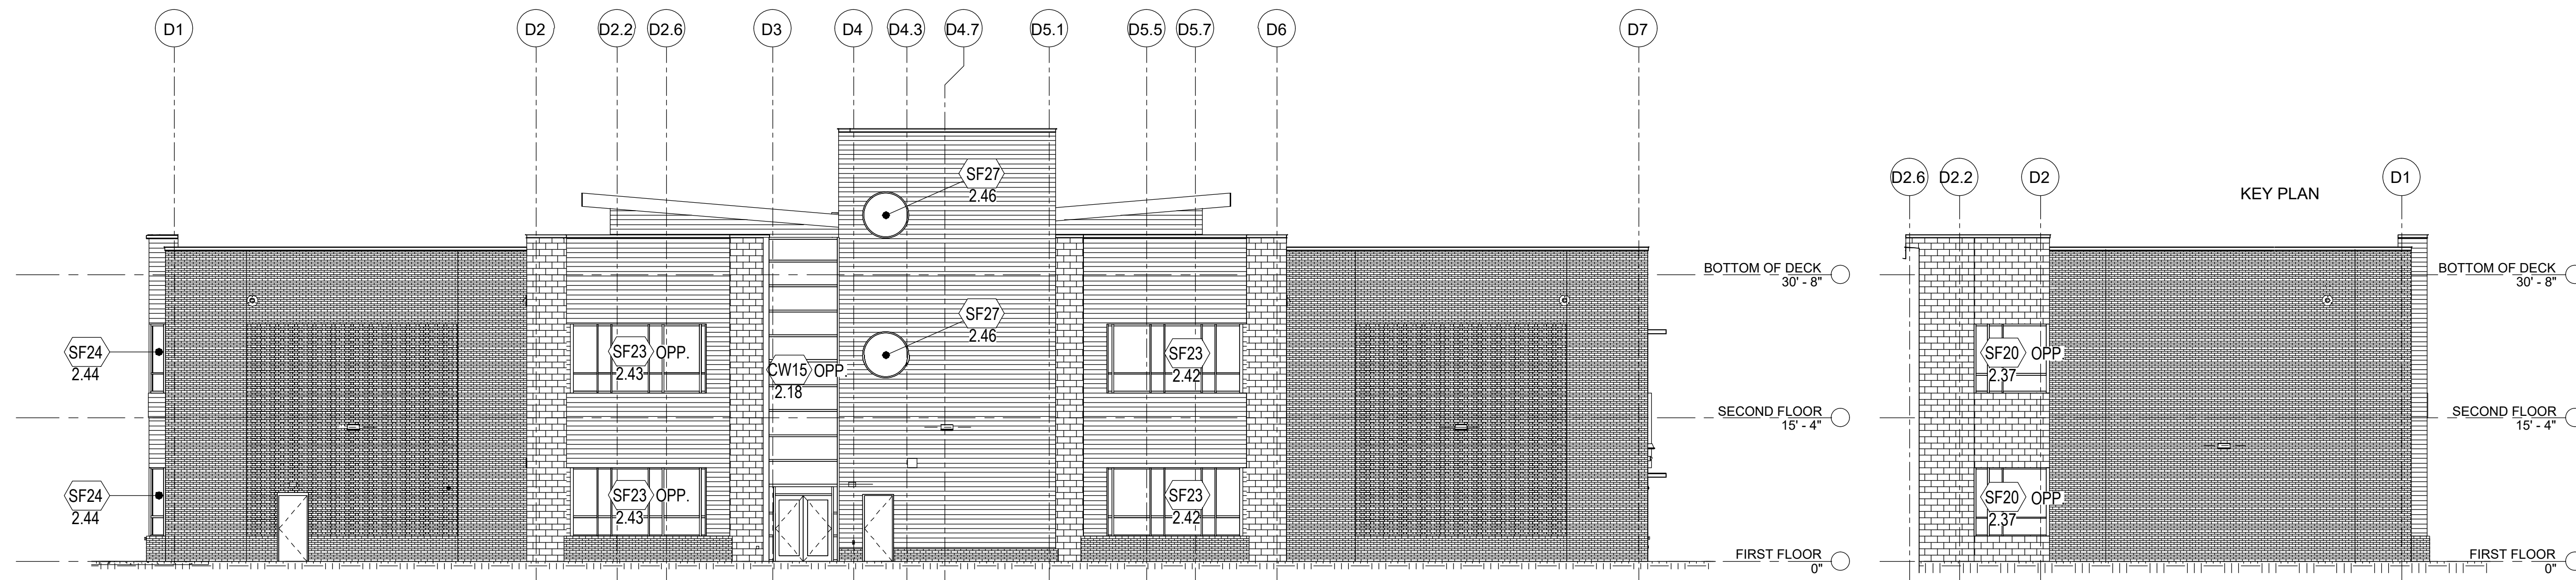 D1 D2 D2.2 D2.6 D3 D4 D4.3 D4.7 D5.1 D5.5 D5.7 D6 D7
D2.6 D2.2 D2 D1
KEY PLAN
SF27
2.46
BOTTOM OF DECK
30' - 8"
BOTTOM OF DECK
30' - 8"
SF27
2.46
SF24
2.44
SF23 OPP.
2.43
CW15 OPP.
2.18
SF23
2.42
SF20 OPP.
2.37
SECOND FLOOR
15' - 4"
SECOND FLOOR
15' - 4"
SF24
2.44
SF23 OPP.
2.43
SF23
2.42
SF20 OPP.
2.37
FIRST FLOOR
0"
FIRST FLOOR
0"